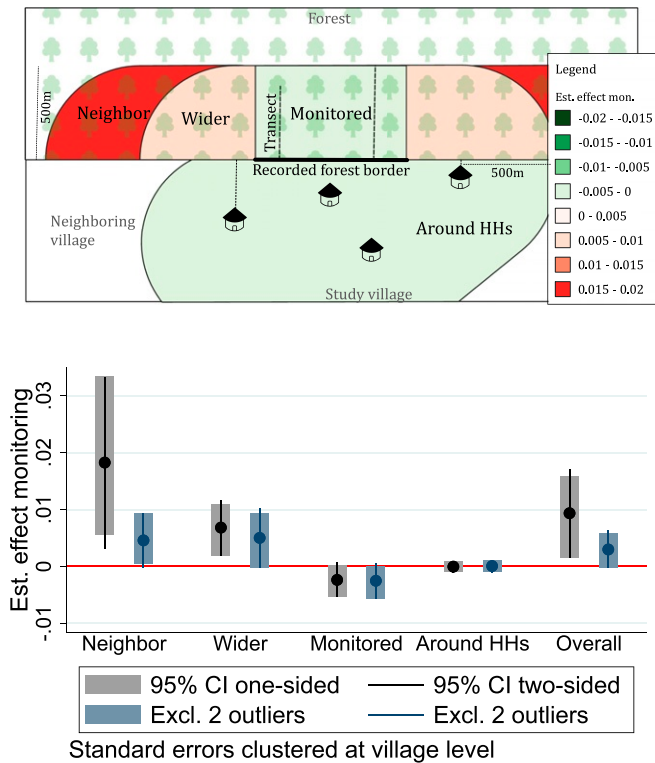 Forest
Legend
Est. effect mon.
-0.02 - -0.015
-0.015 - -0.01
-0.01- -0.005
-0.005 - 0
0 - 0.005
0.005 - 0.01
0.01 - 0.015
0.015 - 0.02
500m
Neighbor
Wider
Transect
Monitored
Recorded forest border
500m
Neighboring
village
Around HHs
Study village
Est. effect monitoring
.03
.02
.01
0
-.01
Neighbor Wider Monitored Around HHs Overall
95% CI one-sided 95% CI two-sided
Excl. 2 outliers Excl. 2 outliers
Standard errors clustered at village level